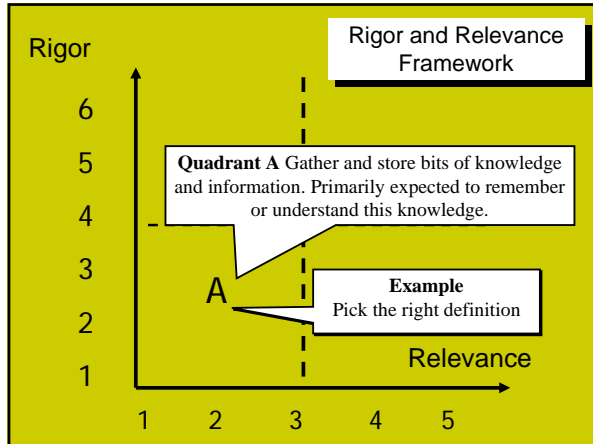 Rigor and Relevance
Framework
Rigor
6
5
4
3
2
1
Quadrant A Gather and store bits of knowledge
and information. Primarily expected to remember
or understand this knowledge.
A
Example
Pick the right definition
Relevance
1 2 3 4 5